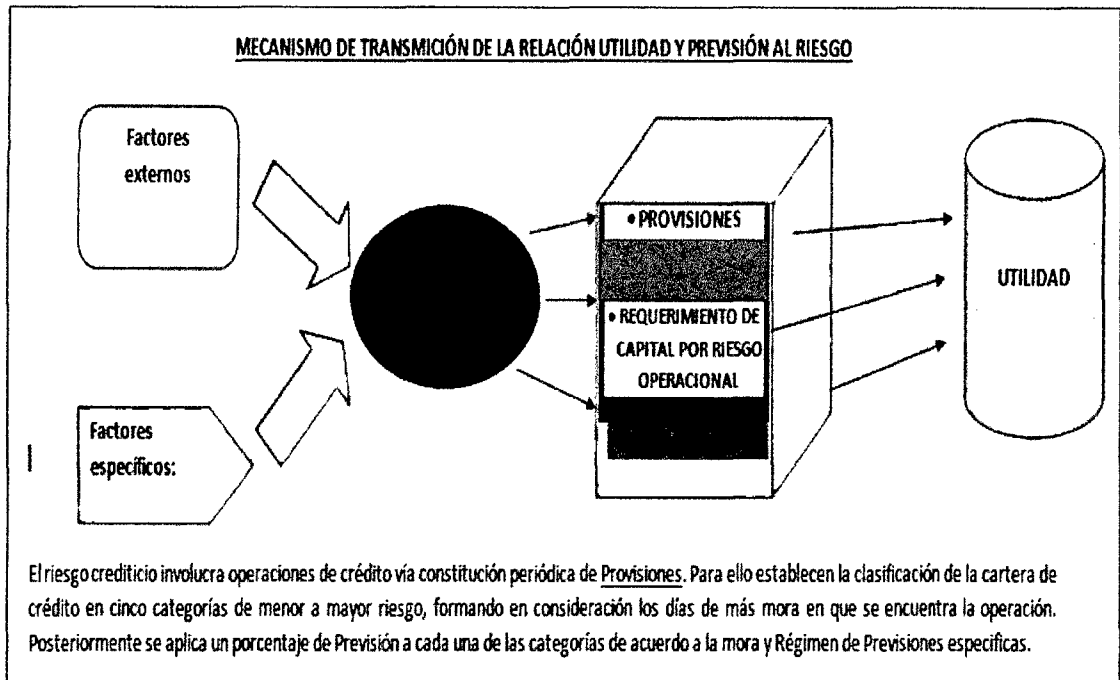 MECANISMO DE TRANSMICIÓN DE LA RELACIÓN UTILIDAD Y PREVISIÓN AL RIESGO
Factores
externos
• PROVISIONES
UTILIDAD
• REQUERIMIENTO DE
CAPITAL POR RIESGO
OPERACIONAL
Factores
específicos:
El riesgo crediticio involucra operaciones de crédito vía constitución periódica de Provisiones. Para ello establecen la clasificación de la cartera de
crédito en cinco categorías de menor a mayor riesgo, formando en consideración los días de más mora en que se encuentra la operación.
Posteriormente se aplica un porcentaje de Previsión a cada una de las categorías de acuerdo a la mora y Régimen de Previsiones especificas.